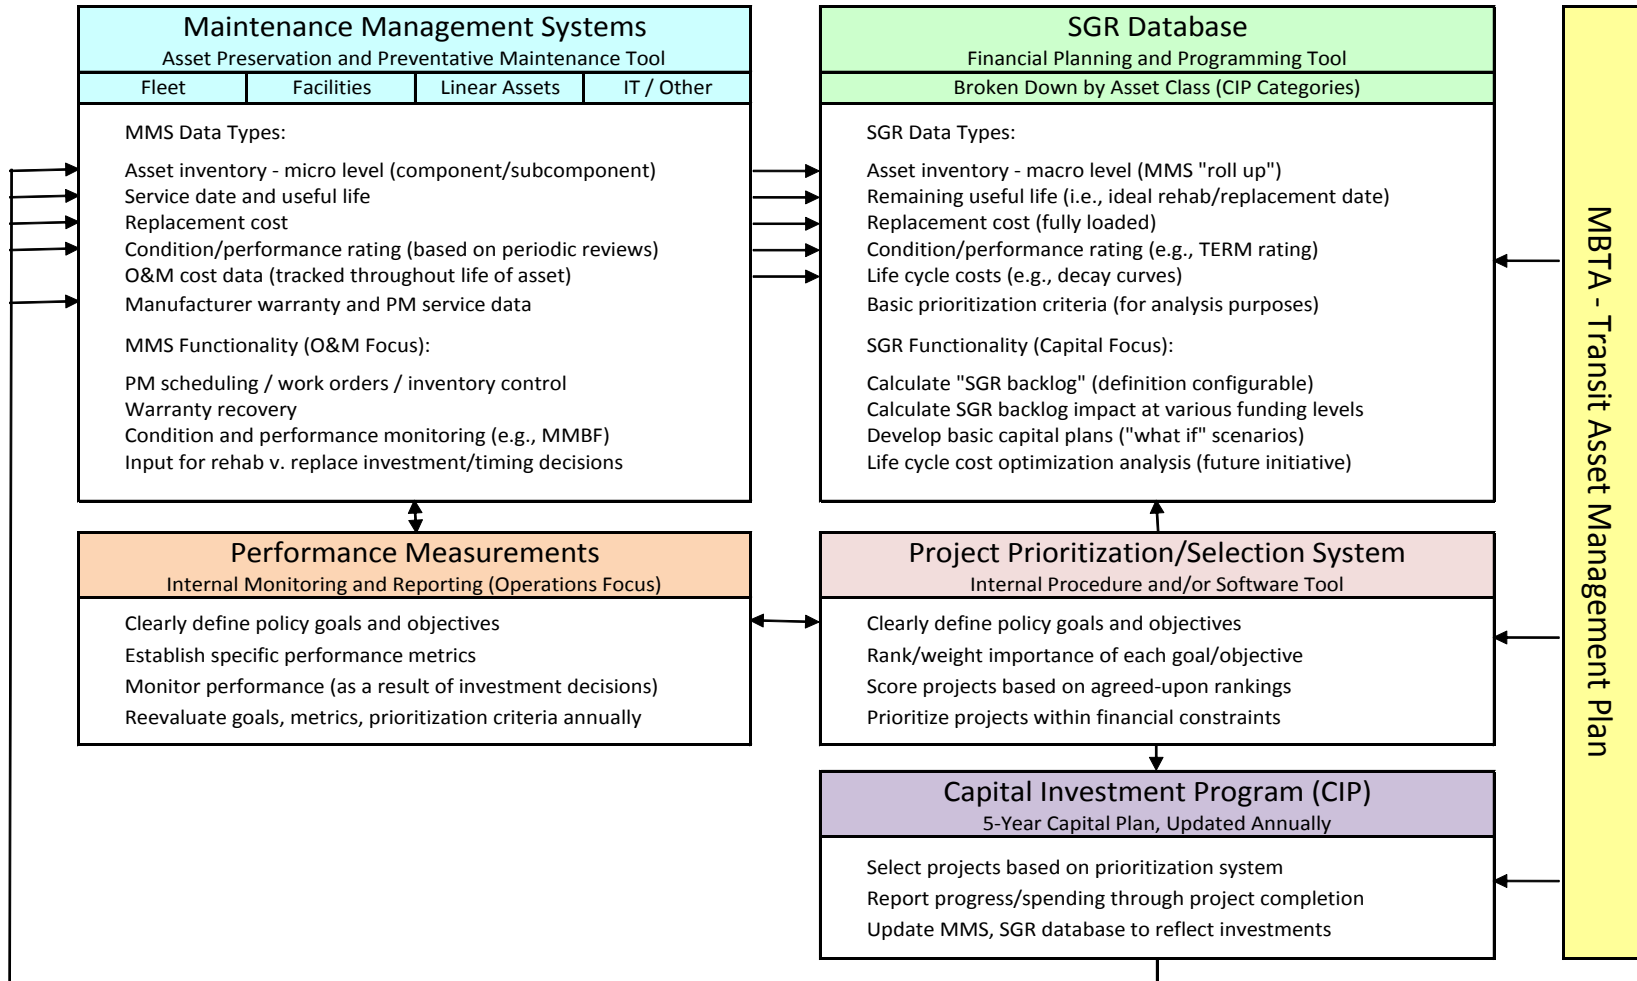 Maintenance Management Systems
Asset Preservation and Preventative Maintenance Tool
Fleet
Facilities
Linear Assets
IT / Other
MMS Data Types:
Asset inventory - micro level (component/subcomponent)
Service date and useful life
Replacement cost
Condition/performance rating (based on periodic reviews)
O&M cost data (tracked throughout life of asset)
Manufacturer warranty and PM service data
MMS Functionality (O&M Focus):
PM scheduling / work orders / inventory control
Warranty recovery
Condition and performance monitoring (e.g., MMBF)
Input for rehab v. replace investment/timing decisions
SGR Database
Financial Planning and Programming Tool
Broken Down by Asset Class (CIP Categories)
SGR Data Types:
Asset inventory - macro level (MMS "roll up")
Remaining useful life (i.e., ideal rehab/replacement date)
Replacement cost (fully loaded)
Condition/performance rating (e.g., TERM rating)
Life cycle costs (e.g., decay curves)
Basic prioritization criteria (for analysis purposes)
SGR Functionality (Capital Focus):
Calculate "SGR backlog" (definition configurable)
Calculate SGR backlog impact at various funding levels
Develop basic capital plans ("what if" scenarios)
Life cycle cost optimization analysis (future initiative)
Performance Measurements
Internal Monitoring and Reporting (Operations Focus)
Clearly define policy goals and objectives
Establish specific performance metrics
Monitor performance (as a result of investment decisions)
Reevaluate goals, metrics, prioritization criteria annually
Project Prioritization/Selection System
Internal Procedure and/or Software Tool
Clearly define policy goals and objectives
Rank/weight importance of each goal/objective
Score projects based on agreed-upon rankings
Prioritize projects within financial constraints
Capital Investment Program (CIP)
5-Year Capital Plan, Updated Annually
Select projects based on prioritization system
Report progress/spending through project completion
Update MMS, SGR database to reflect investments
MBTA - Transit Asset Management Plan